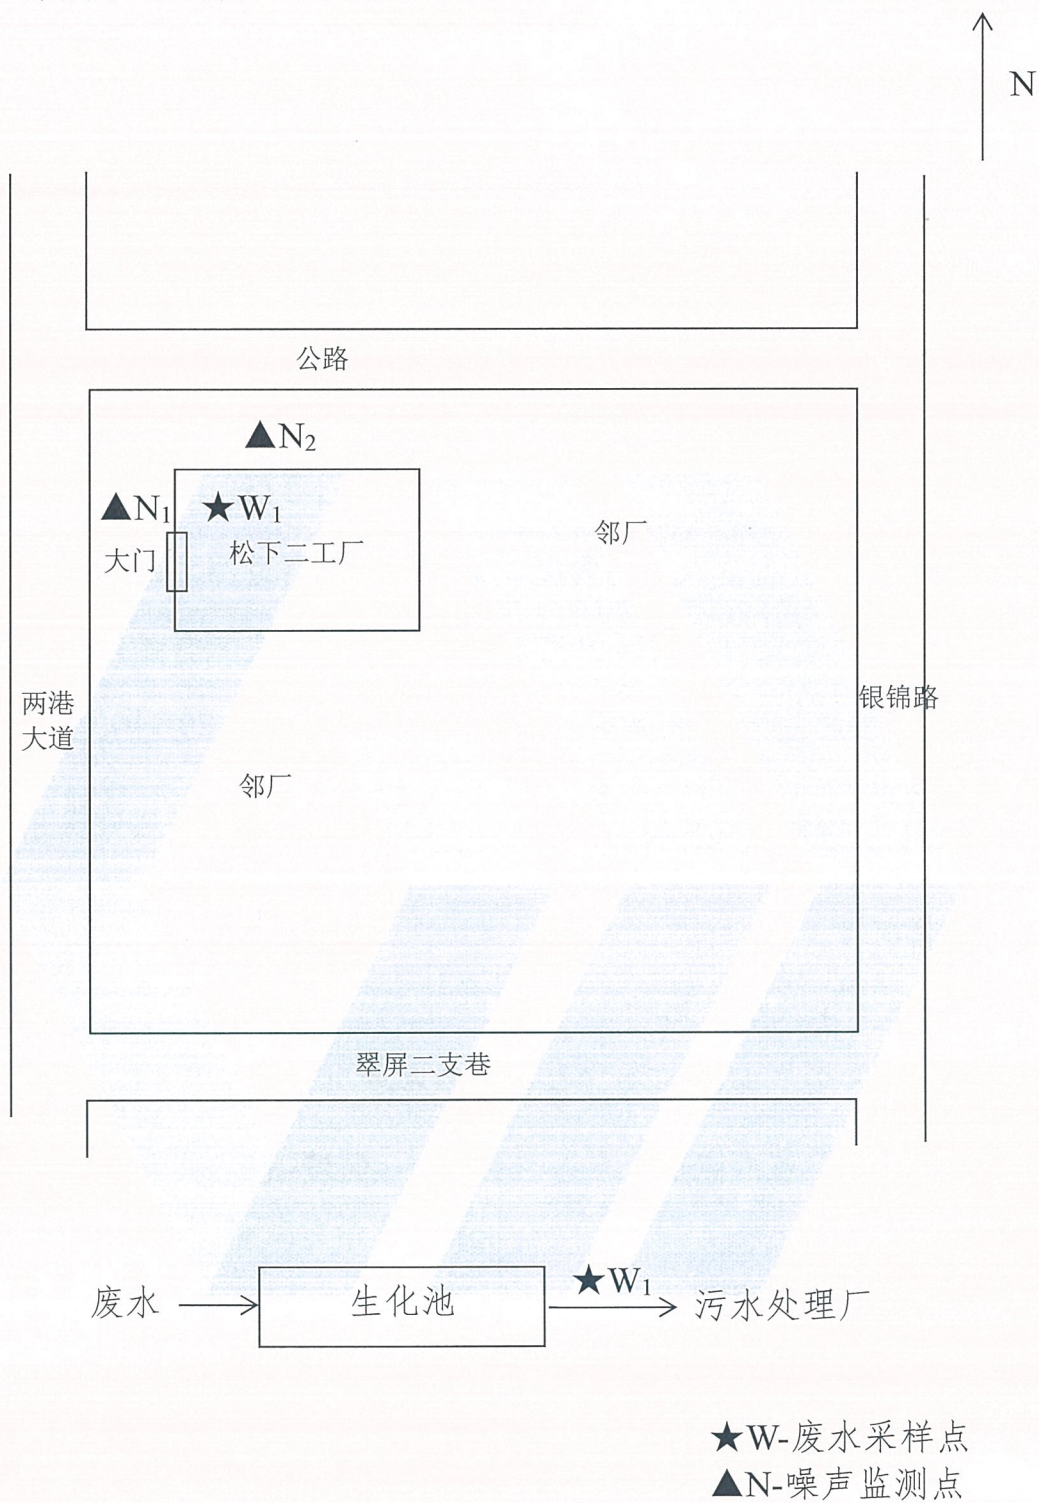 N
公路
▲N₂
▲N₁
★W₁
大门
松下二工厂
邻厂
两港
大道
银锦路
邻厂
翠屏二支巷
废水
生化池
★W₁
污水处理厂
★W-废水采样点
▲N-噪声监测点